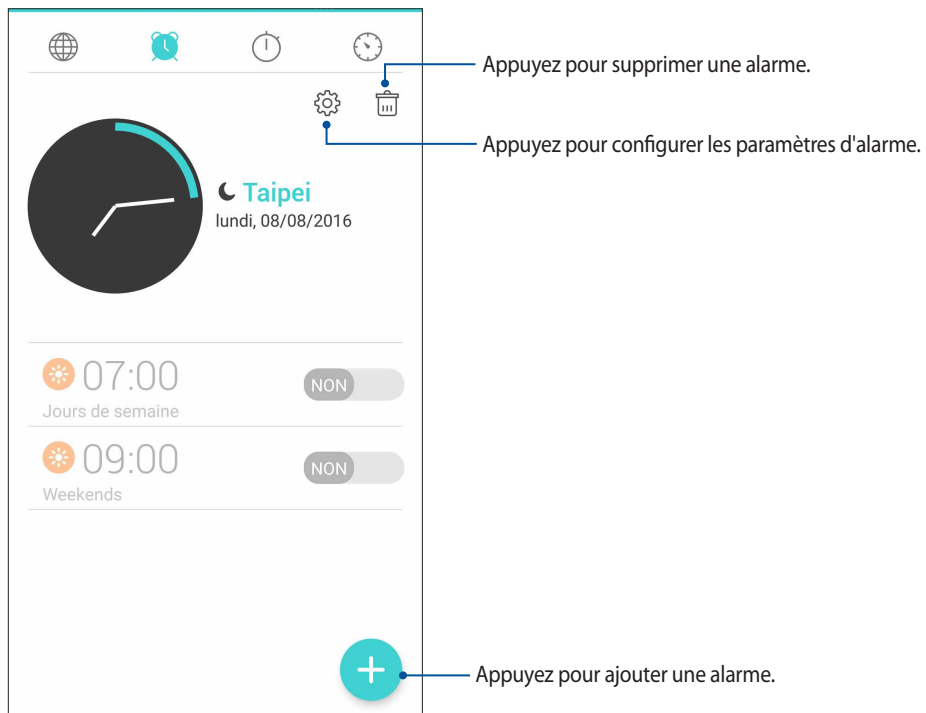 Appuyez pour supprimer une alarme.
Appuyez pour configurer les paramètres d'alarme.
Taipei
lundi, 08/08/2016
07:00
NON
Jours de semaine
09:00
NON
Weekends
Appuyez pour ajouter une alarme.